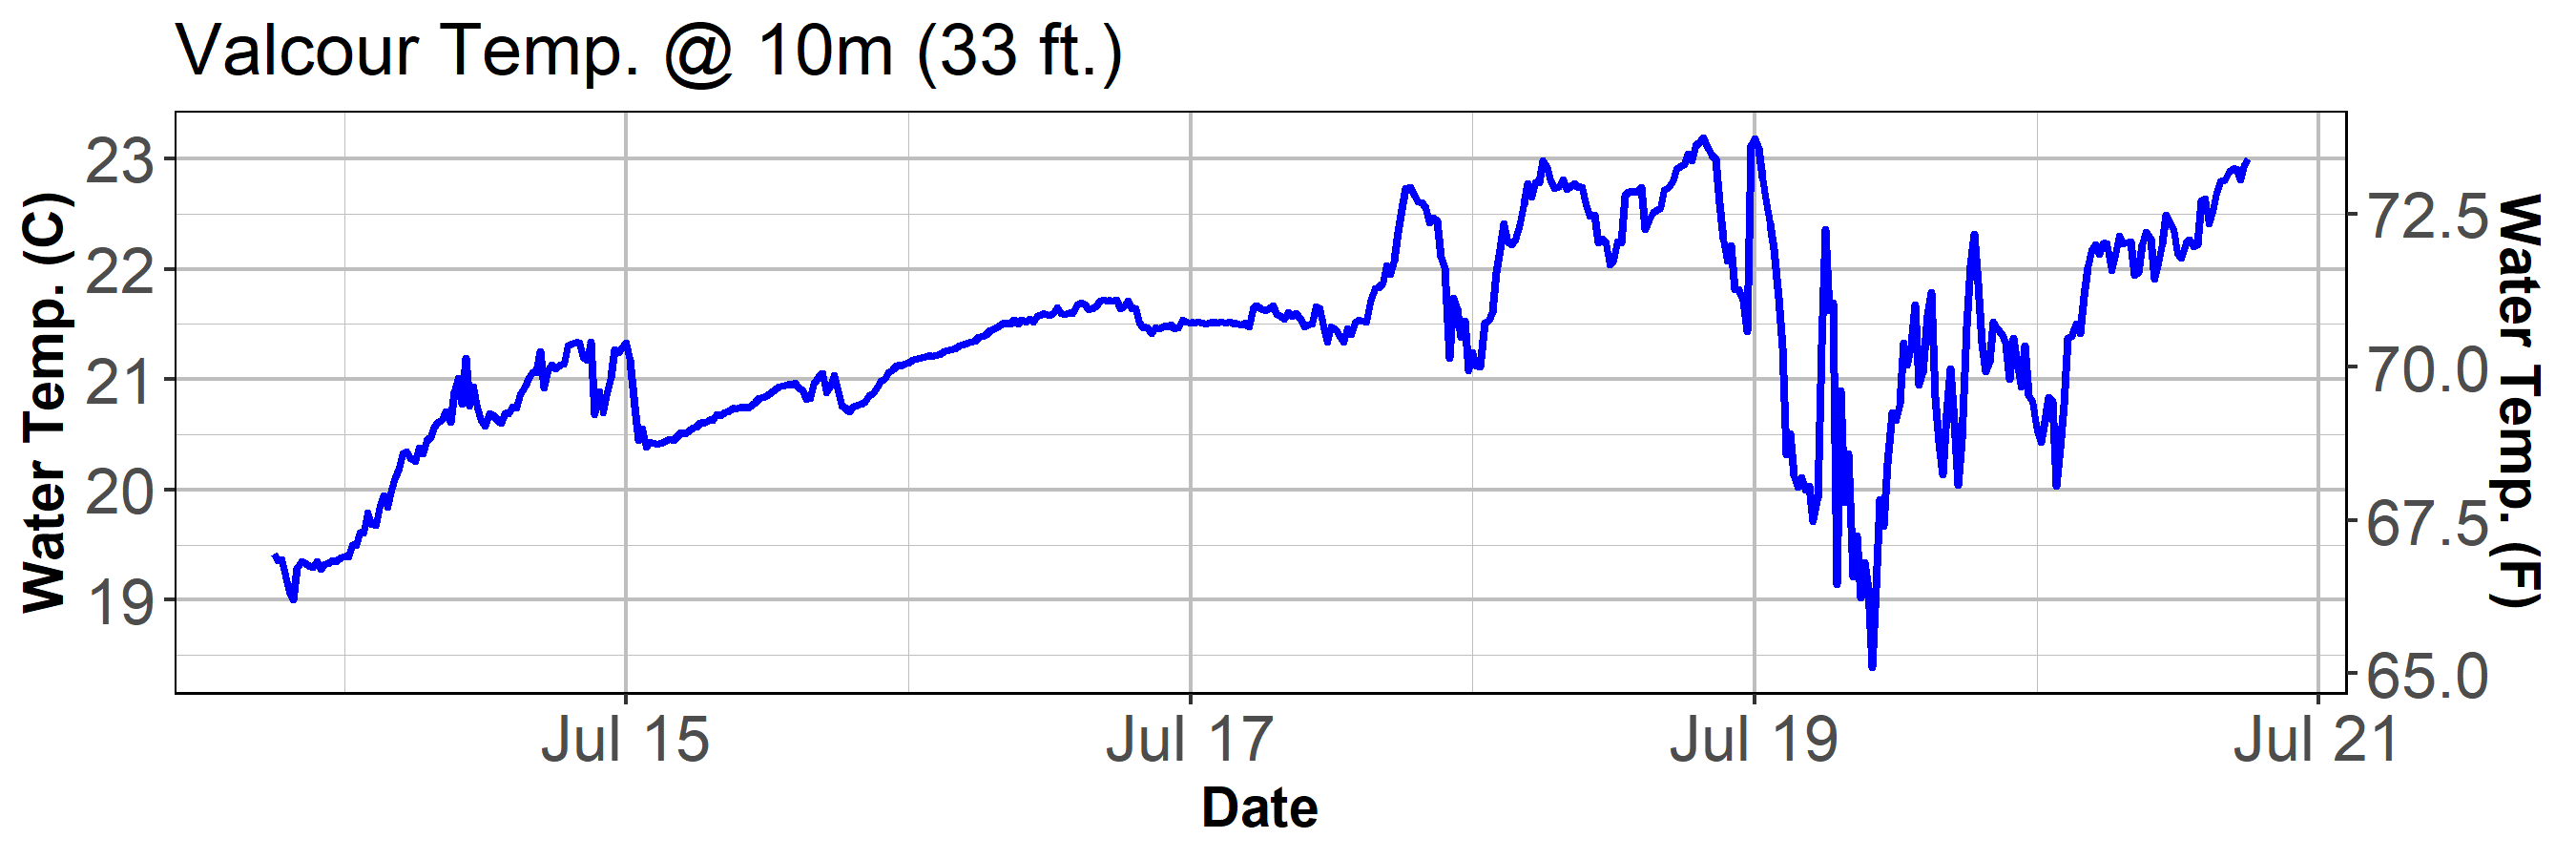 Valcour Temp. @ 10m (33 ft.)
Water Temp. (C)
23
22
21
20
19
72.5
70.0
67.5
65.0
Water Temp. (F)
Jul 15 Jul 17 Jul 19 Jul 21
Date